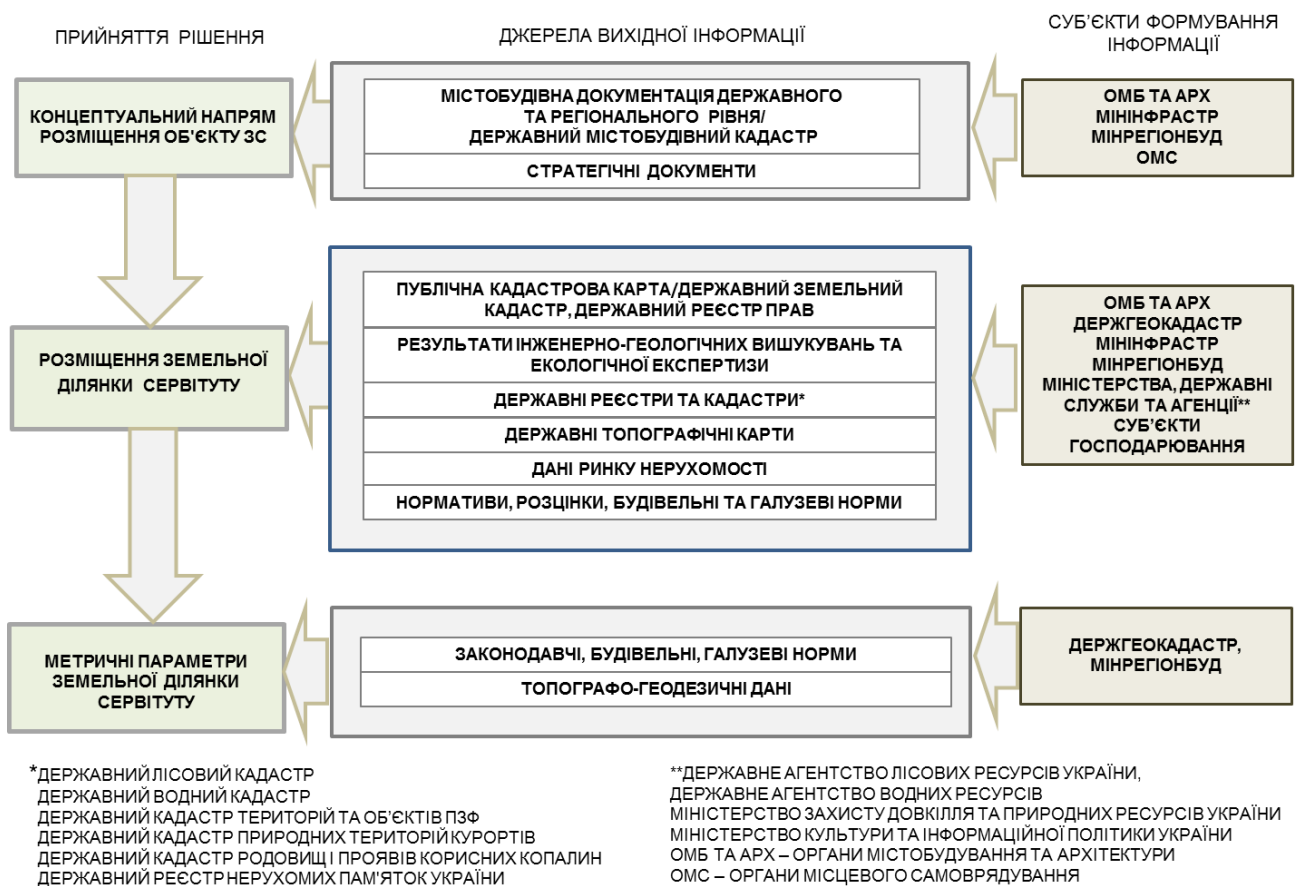 ПРИЙНЯТТЯ РІШЕННЯ
ДЖЕРЕЛА ВИХІДНОЇ ІНФОРМАЦІЇ
СУБ’ЄКТИ ФОРМУВАННЯ
ІНФОРМАЦІЇ
КОНЦЕПТУАЛЬНИЙ НАПРЯМ
РОЗМІЩЕННЯ ОБ'ЄКТУ ЗС
МІСТОБУДІВНА ДОКУМЕНТАЦІЯ ДЕРЖАВНОГО
ТА РЕГІОНАЛЬНОГО РІВНЯ/
ДЕРЖАВНИЙ МІСТОБУДІВНИЙ КАДАСТР
СТРАТЕГІЧНІ ДОКУМЕНТИ
ОМБ ТА АРХ
МІНІНФРАСТР
МІНРЕГІОНБУД
ОМС
РОЗМІЩЕННЯ ЗЕМЕЛЬНОЇ
ДІЛЯНКИ СЕРВІТУТУ
ПУБЛІЧНА КАДАСТРОВА КАРТА/ДЕРЖАВНИЙ ЗЕМЕЛЬНИЙ
КАДАСТР, ДЕРЖАВНИЙ РЕЄСТР ПРАВ
РЕЗУЛЬТАТИ ІНЖЕНЕРНО-ГЕОЛОГІЧНИХ ВИШУКУВАНЬ ТА
ЕКОЛОГІЧНОЇ ЕКСПЕРТИЗИ
ДЕРЖАВНІ РЕЄСТРИ ТА КАДАСТРИ*
ДЕРЖАВНІ ТОПОГРАФІЧНІ КАРТИ
ДАНІ РИНКУ НЕРУХОМОСТІ
НОРМАТИВИ, РОЗЦІНКИ, БУДІВЕЛЬНІ ТА ГАЛУЗЕВІ НОРМИ
ОМБ ТА АРХ
ДЕРЖГЕОКАДАСТР
МІНІНФРАСТР
МІНРЕГІОНБУД
МІНІСТЕРСТВА, ДЕРЖАВНІ
СЛУЖБИ ТА АГЕНЦІЇ**
СУБ’ЄКТИ
ГОСПОДАРЮВАННЯ
МЕТРИЧНІ ПАРАМЕТРИ
ЗЕМЕЛЬНОЇ ДІЛЯНКИ
СЕРВІТУТУ
ЗАКОНОДАВЧІ, БУДІВЕЛЬНІ, ГАЛУЗЕВІ НОРМИ
ТОПОГРАФО-ГЕОДЕЗИЧНІ ДАНІ
ДЕРЖГЕОКАДАСТР,
МІНРЕГІОНБУД
*ДЕРЖАВНИЙ ЛІСОВИЙ КАДАСТР
ДЕРЖАВНИЙ ВОДНИЙ КАДАСТР
ДЕРЖАВНИЙ КАДАСТР ТЕРИТОРІЙ ТА ОБ’ЄКТІВ ПЗФ
ДЕРЖАВНИЙ КАДАСТР ПРИРОДНИХ ТЕРИТОРІЙ КУРОРТІВ
ДЕРЖАВНИЙ КАДАСТР РОДОВИЩ І ПРОЯВІВ КОРИСНИХ КОПАЛИН
ДЕРЖАВНИЙ РЕЄСТР НЕРУХОМИХ ПАМ’ЯТОК УКРАЇНИ
**ДЕРЖАВНЕ АГЕНТСТВО ЛІСОВИХ РЕСУРСІВ УКРАЇНИ,
ДЕРЖАВНЕ АГЕНТСТВО ВОДНИХ РЕСУРСІВ
МІНІСТЕРСТВО ЗАХИСТУ ДОВКІЛЛЯ ТА ПРИРОДНИХ РЕСУРСІВ УКРАЇНИ
МІНІСТЕРСТВО КУЛЬТУРИ ТА ІНФОРМАЦІЙНОЇ ПОЛІТИКИ УКРАЇНИ
ОМБ ТА АРХ – ОРГАНИ МІСТОБУДУВАННЯ ТА АРХІТЕКТУРИ
ОМС – ОРГАНИ МІСЦЕВОГО САМОВРЯДУВАННЯ